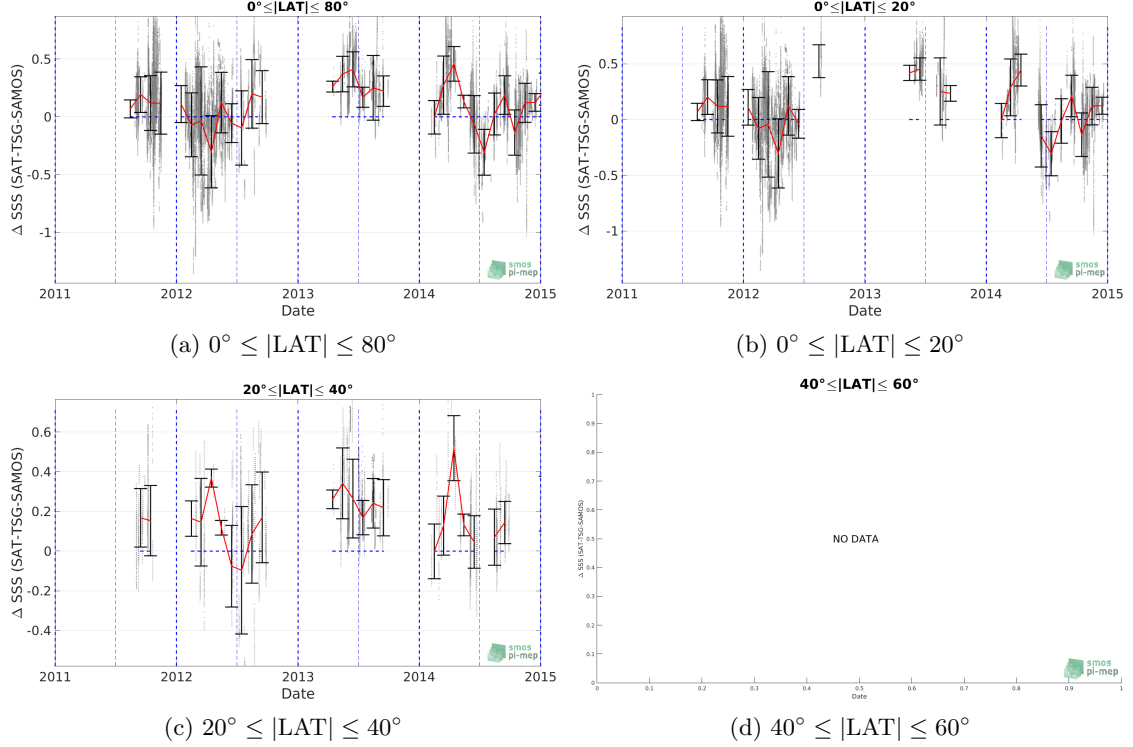 0°≤|LAT|≤ 80°
Δ SSS (SAT-TSG-SAMOS)
0.5
0
-0.5
-1
2011
2012
2013
2014
2015
Date
smos
pi-mep
(a) 0° ≤ |LAT| ≤ 80°
0°≤|LAT|≤ 20°
Δ SSS (SAT-TSG-SAMOS)
0.5
0
-0.5
-1
2011
2012
2013
2014
2015
Date
smos
pi-mep
(b) 0° ≤ |LAT| ≤ 20°
20°≤|LAT|≤ 40°
Δ SSS (SAT-TSG-SAMOS)
0.6
0.4
0.2
0
-0.2
-0.4
2011
2012
2013
2014
2015
Date
smos
pi-mep
(c) 20° ≤ |LAT| ≤ 40°
40°≤|LAT|≤ 60°
Δ SSS (SAT-TSG-SAMOS)
1
0.9
0.8
0.7
0.6
0.5
0.4
0.3
0.2
0.1
0
NO DATA
0
0.1
0.2
0.3
0.4
0.5
0.6
0.7
0.8
0.9
1
Date
smos
pi-mep
(d) 40° ≤ |LAT| ≤ 60°